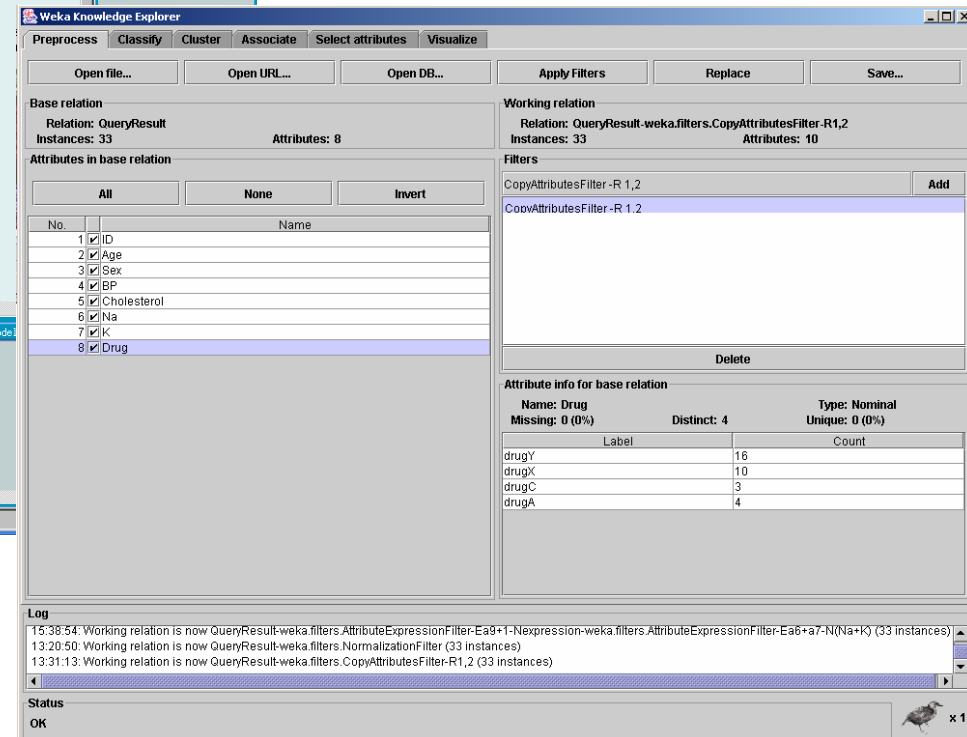 Weka Knowledge Explorer
Preprocess Classify Cluster Associate Select attributes Visualize
Open file... Open URL... Open DB... Apply Filters Replace Save...
Base relation
Relation: QueryResult
Instances: 33 Attributes: 8
Working relation
Relation: QueryResult-weka.filters.CopyAttributesFilter-R1,2
Instances: 33 Attributes: 10
Attributes in base relation
All None Invert
No. Name
1 ID
2 Age
3 Sex
4 BP
5 Cholesterol
6 Na
7 K
8 Drug
Filters
CopyAttributesFilter -R 1,2 Add
CopyAttributesFilter -R 1,2
Delete
Attribute info for base relation
Name: Drug Type: Nominal
Missing: 0 (0%) Distinct: 4 Unique: 0 (0%)
Label Count
drugY 16
drugX 10
drugC 3
drugA 4
Log
15:38:54: Working relation is now QueryResult-weka.filters.AttributeExpressionFilter-Ea9+1-Nexpression-weka.filters.AttributeExpressionFilter-Ea6+a7-N(Na+K) (33 instances)
13:20:50: Working relation is now QueryResult-weka.filters.NormalizationFilter (33 instances)
13:31:13: Working relation is now QueryResult-weka.filters.CopyAttributesFilter-R1,2 (33 instances)
Status
OK
x 1